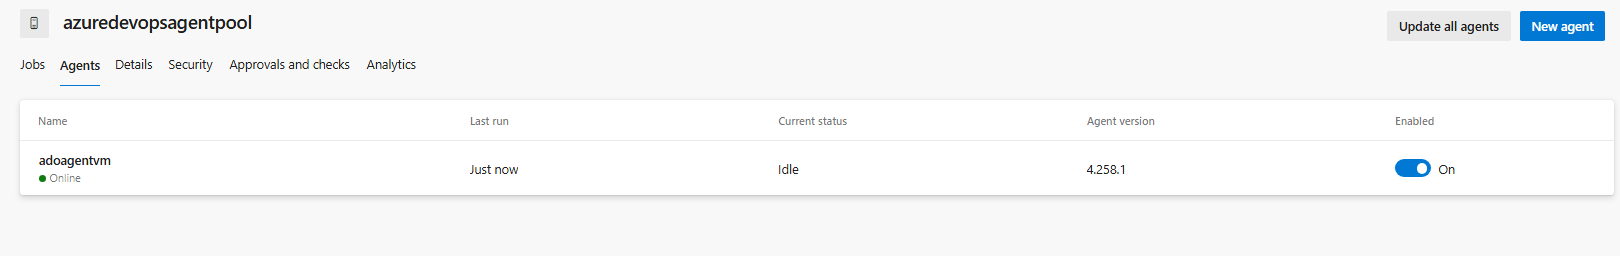 azuredevopsagentpool
Update all agents
New agent
Jobs Agents Details Security Approvals and checks Analytics
Name Last run Current status Agent version Enabled
adoagentvm
Online
Just now Idle 4.258.1 On